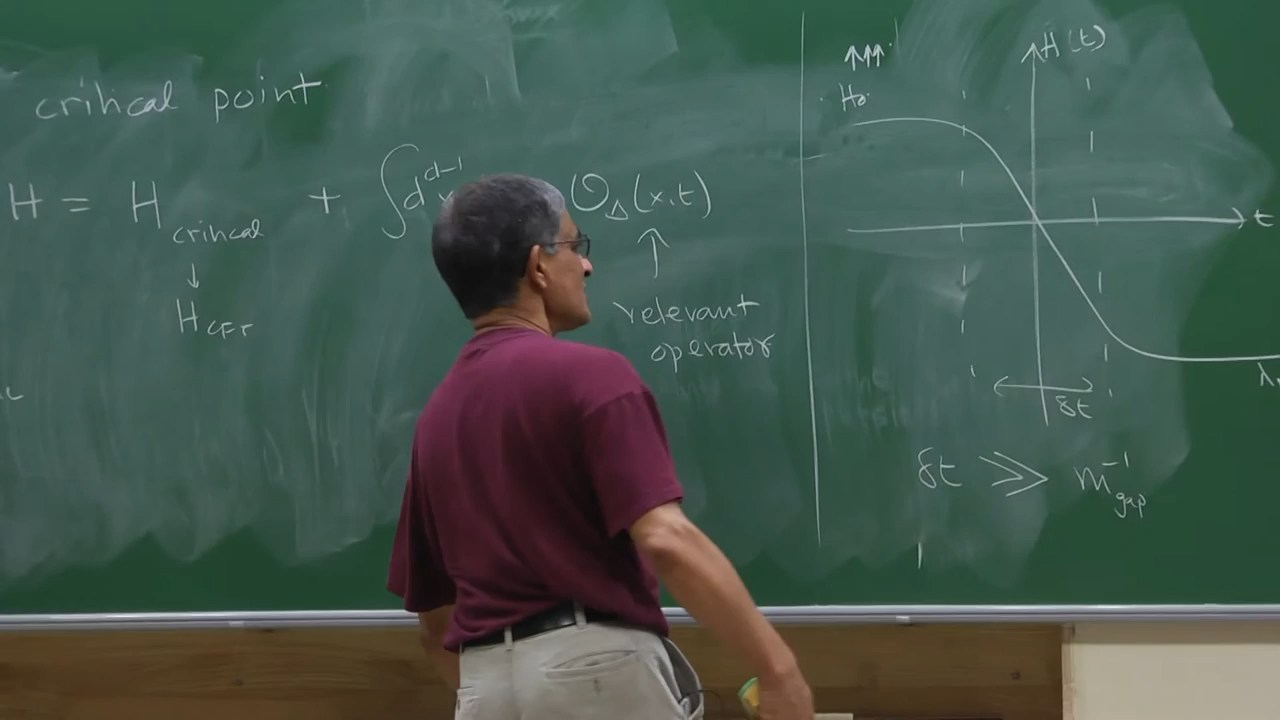 critical point
H = H critical + ∫ d^{d-1}x O_Δ(x,t)
↓
↑
H_CFT
relevant
operator
↑↑↑
H₀
H(t)
t
δt
δt ≫ m_gap^{-1}